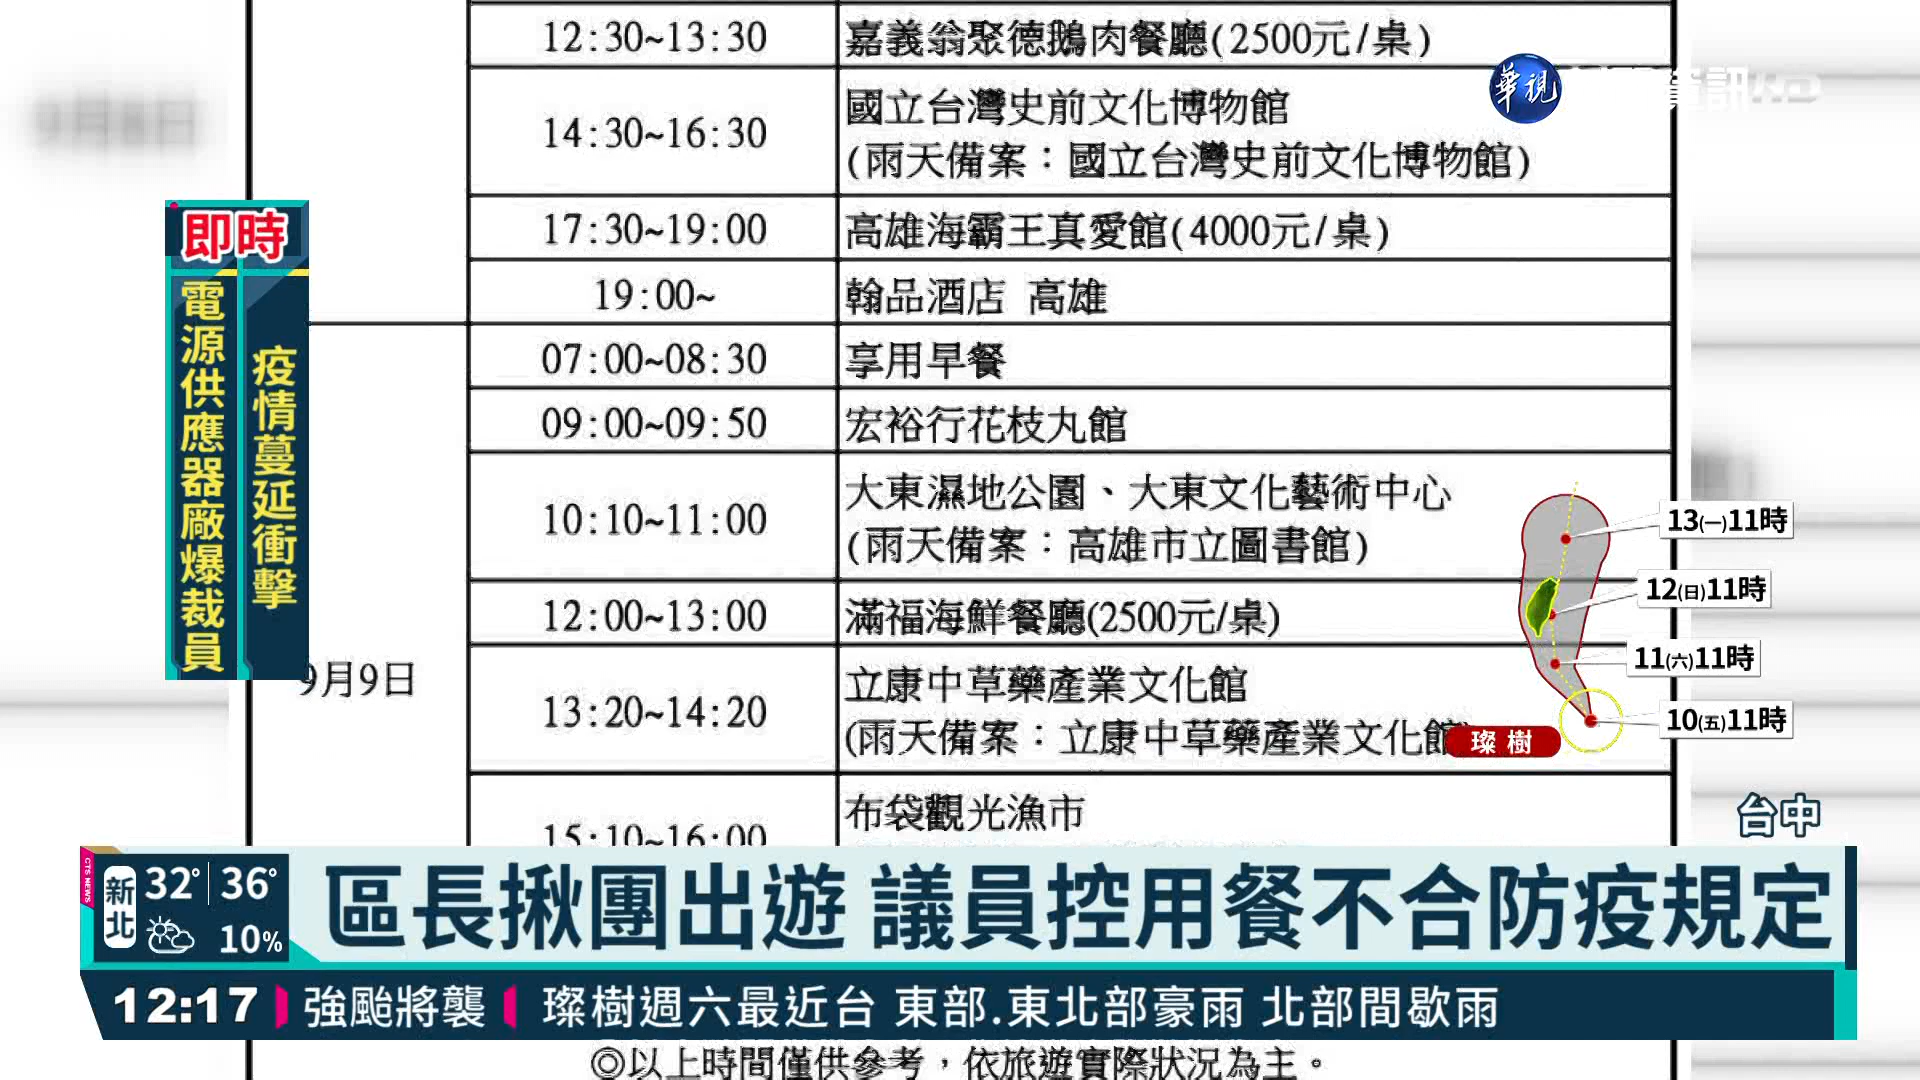 12:30~13:30 嘉義翁聚德鵝肉餐廳(2500元/桌)
14:30~16:30 國立台灣史前文化博物館
(雨天備案：國立台灣史前文化博物館)
17:30~19:00 高雄海霸王真愛館(4000元/桌)
19:00~ 翰品酒店 高雄
9月9日
07:00~08:30 享用早餐
09:00~09:50 宏裕行花枝丸館
10:10~11:00 大東濕地公園、大東文化藝術中心
(雨天備案：高雄市立圖書館)
12:00~13:00 滿福海鮮餐廳(2500元/桌)
13:20~14:20 立康中草藥產業文化館
(雨天備案：立康中草藥產業文化館)
15:10~16:00 布袋觀光漁市
◎以上時間僅供參考，依旅遊實際狀況為主。
華視
資訊HD
即時
疫情蔓延衝擊
電源供應器廠爆裁員
13(一)11時
12(日)11時
11(六)11時
10(五)11時
璨樹
台中
CTS NEWS
新北
32° 36°
10%
區長揪團出遊 議員控用餐不合防疫規定
12:17 強颱將襲 璨樹週六最近台 東部.東北部豪雨 北部間歇雨